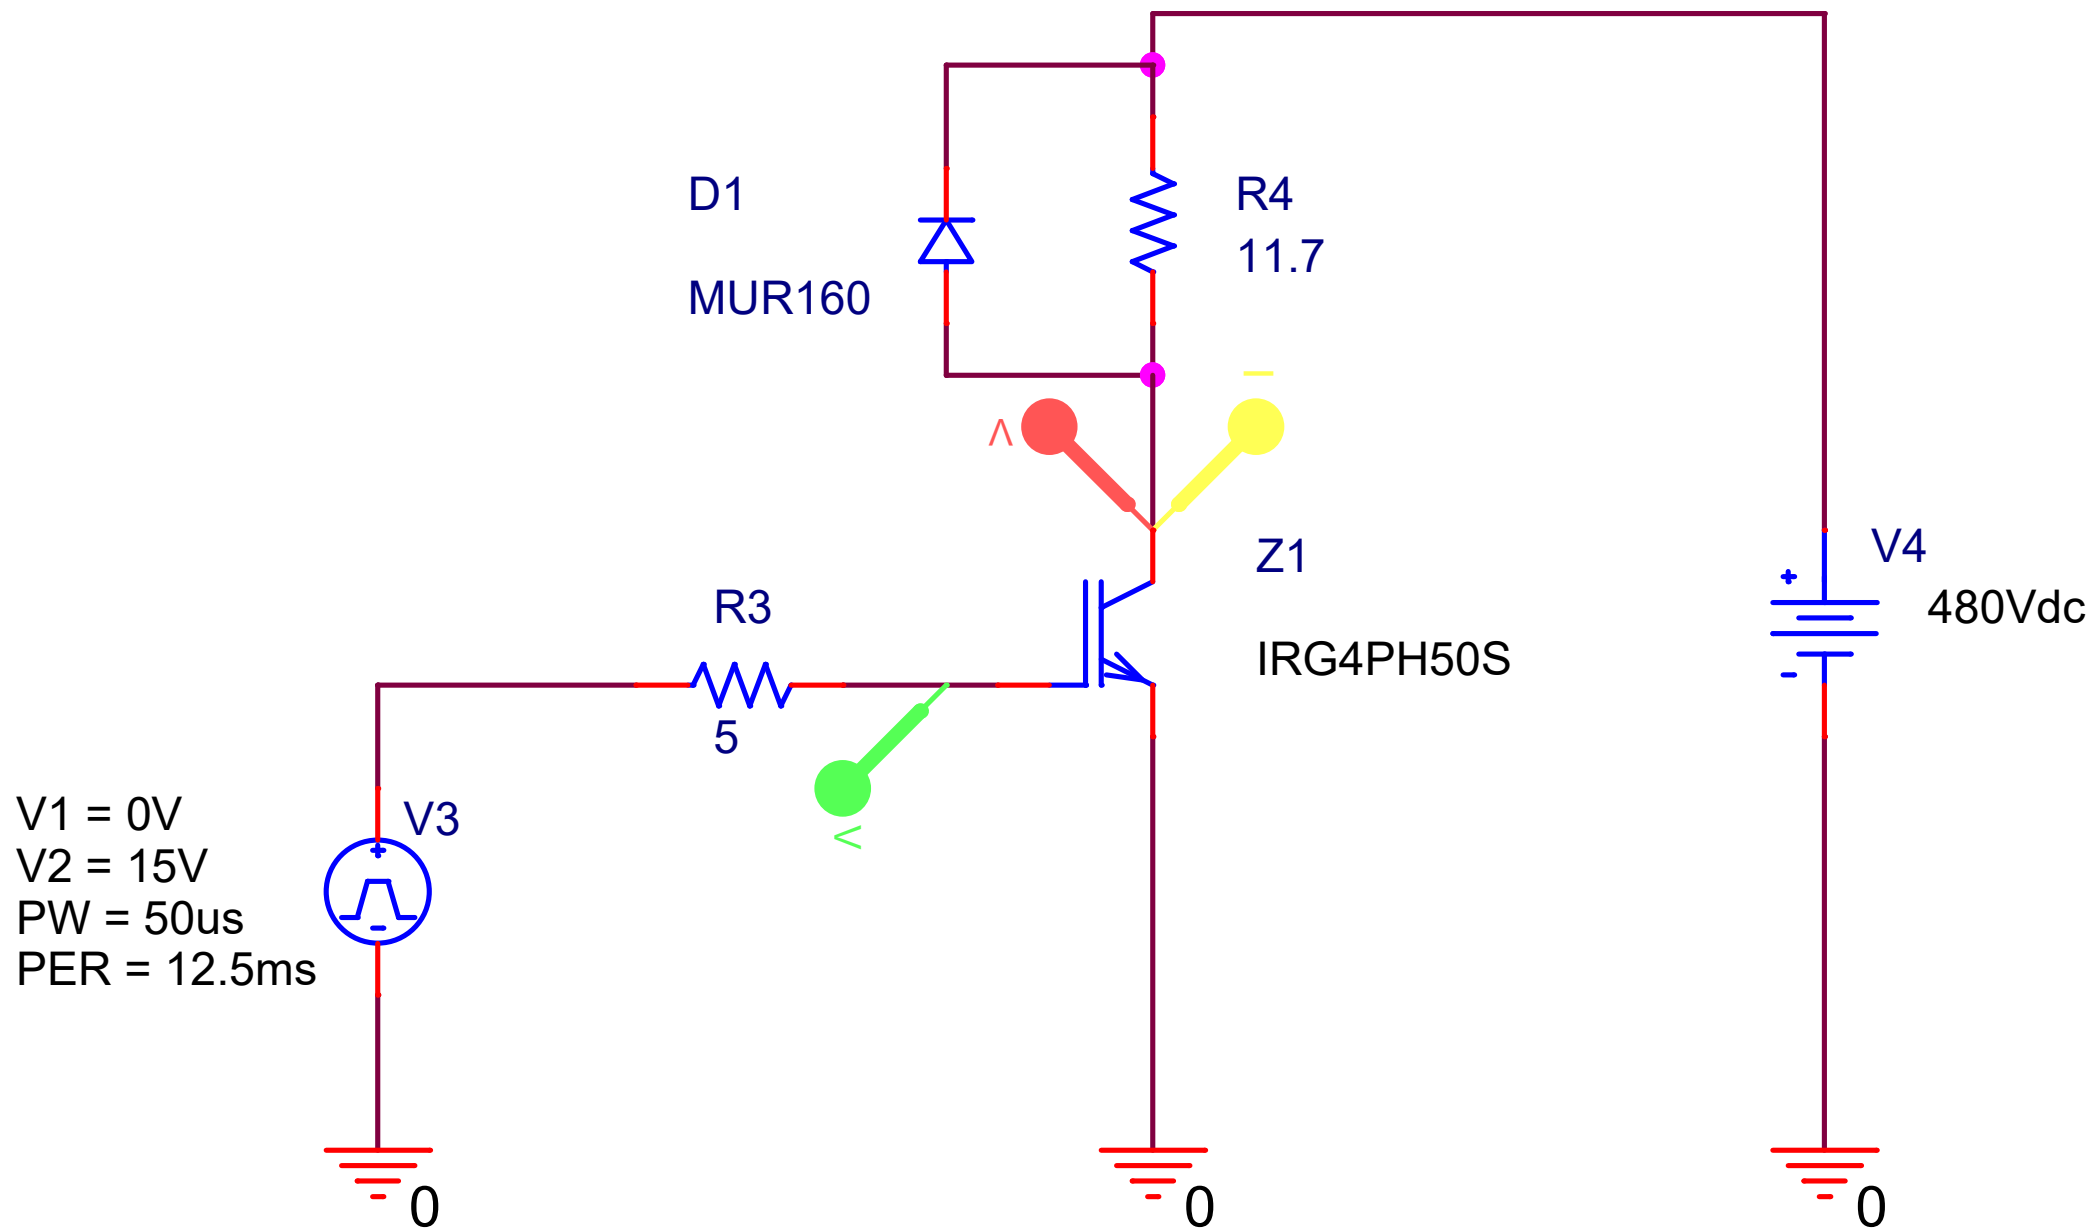 D1
MUR160
R4
11.7
V
I
Z1
IRG4PH50S
V4
480Vdc
R3
5
V
V1 = 0V
V2 = 15V
PW = 50us
PER = 12.5ms
V3
0
0
0